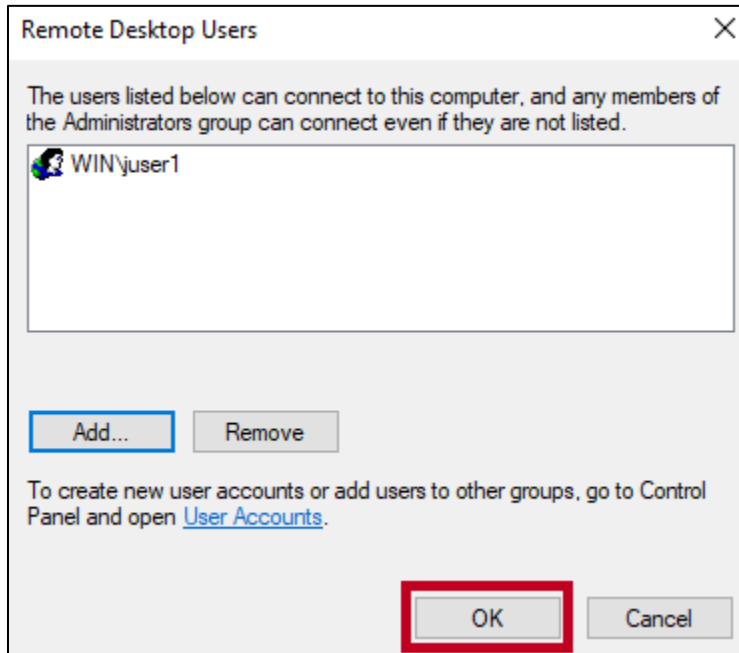 Remote Desktop Users
The users listed below can connect to this computer, and any members of
the Administrators group can connect even if they are not listed.
WIN\juser1
Add...
Remove
To create new user accounts or add users to other groups, go to Control
Panel and open User Accounts.
OK
Cancel